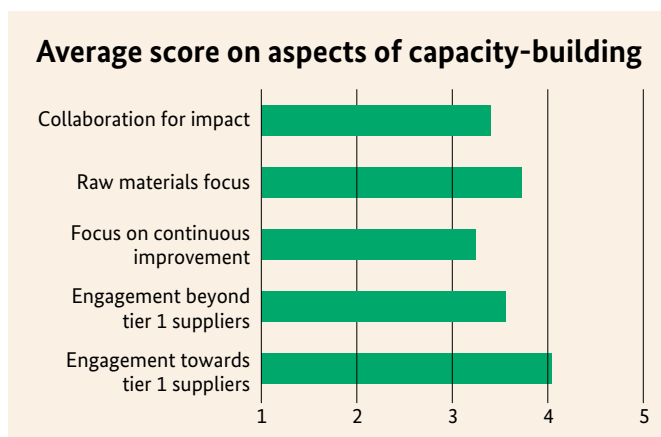 Average score on aspects of capacity-building
Collaboration for impact
Raw materials focus
Focus on continuous
improvement
Engagement beyond
tier 1 suppliers
Engagement towards
tier 1 suppliers
1 2 3 4 5